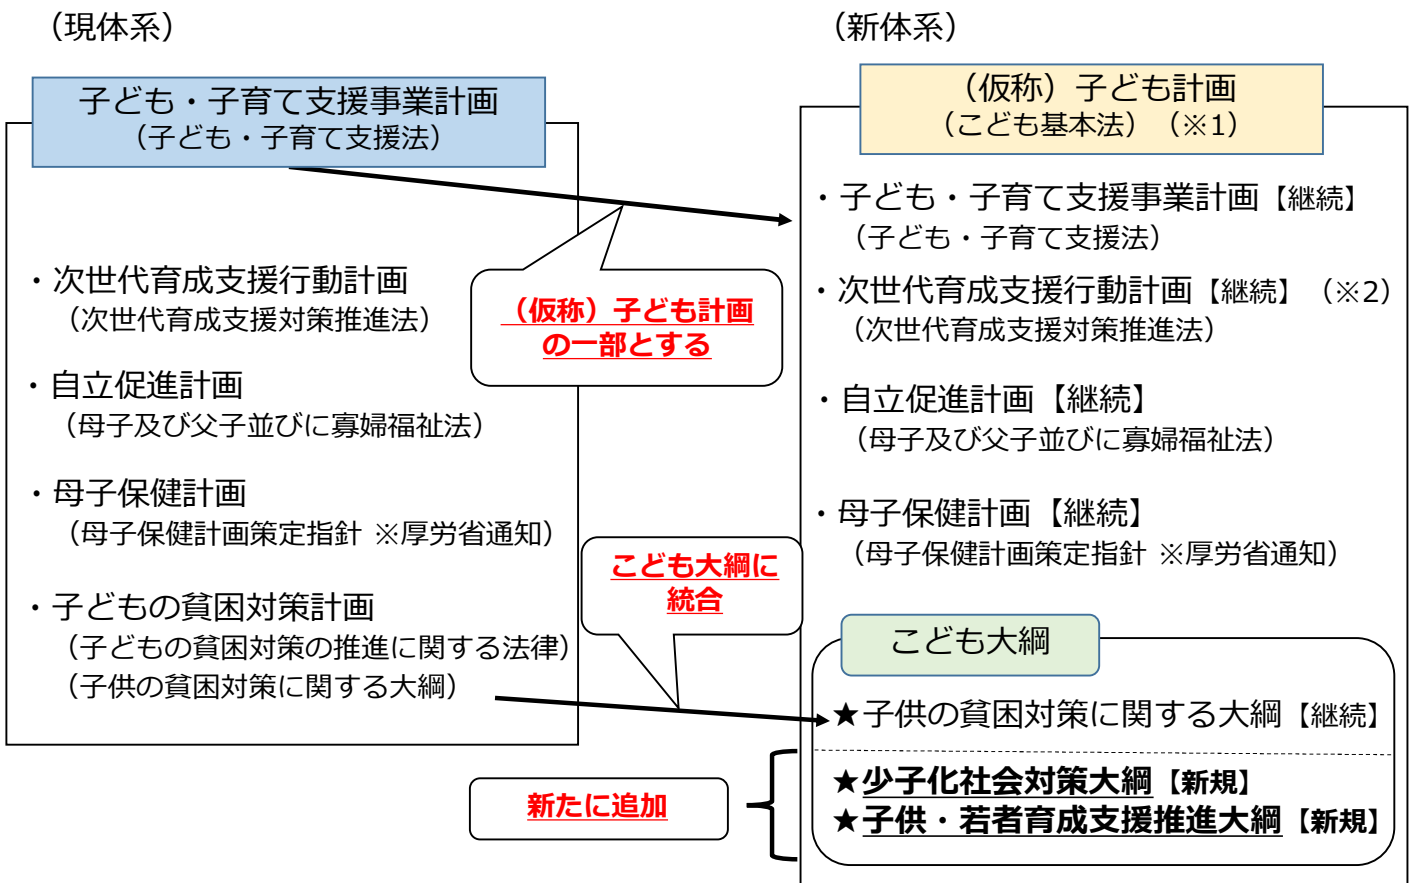 （現体系）
子ども・子育て支援事業計画
（子ども・子育て支援法）
・次世代育成支援行動計画
（次世代育成支援対策推進法）
・自立促進計画
（母子及び父子並びに寡婦福祉法）
・母子保健計画
（母子保健計画策定指針 ※厚労省通知）
・子どもの貧困対策計画
（子どもの貧困対策の推進に関する法律）
（子供の貧困対策に関する大綱）
（仮称）子ども計画
の一部とする
こども大綱に
統合
新たに追加
（新体系）
（仮称）子ども計画
（こども基本法）（※1）
・子ども・子育て支援事業計画【継続】
（子ども・子育て支援法）
・次世代育成支援行動計画【継続】（※2）
（次世代育成支援対策推進法）
・自立促進計画【継続】
（母子及び父子並びに寡婦福祉法）
・母子保健計画【継続】
（母子保健計画策定指針 ※厚労省通知）
こども大綱
★子供の貧困対策に関する大綱【継続】
★少子化社会対策大綱【新規】
★子供・若者育成支援推進大綱【新規】